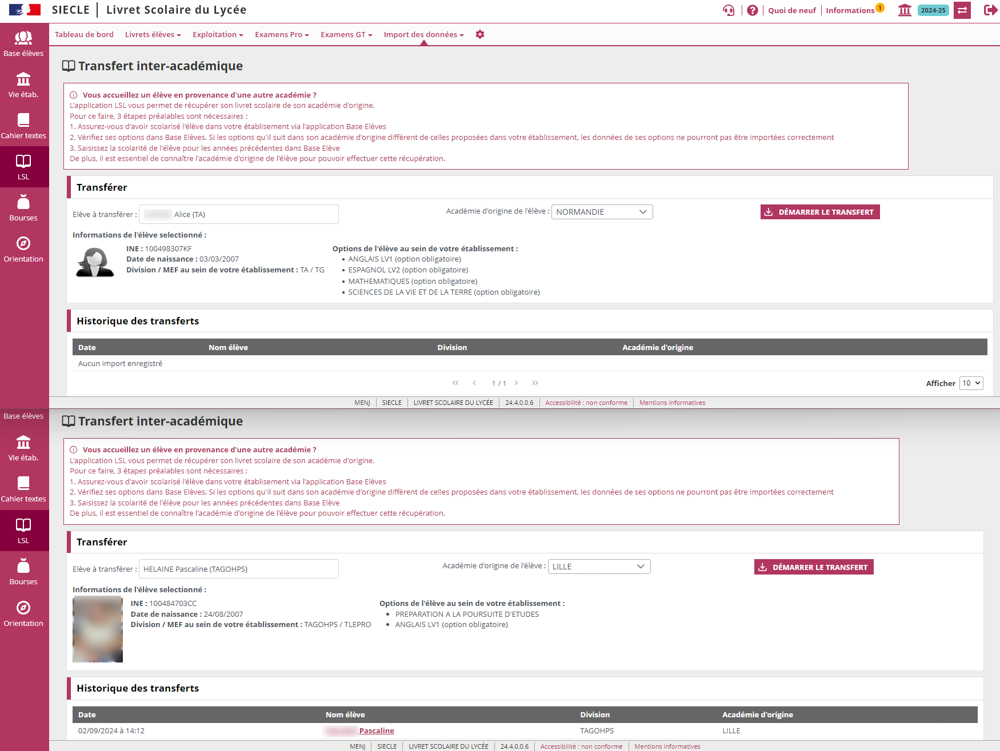 SIECLE | Livret Scolaire du Lycée
Quoi de neuf | Informations 1 2024-25
Tableau de bord Livrets élèves Exploitation Examens Pro Examens GT Import des données
Base élèves
Vie étab.
Cahier textes
LSL
Bourses
Orientation
Transfert inter-académique
Vous accueillez un élève en provenance d'une autre académie ?
L'application LSL vous permet de récupérer son livret scolaire de son académie d'origine.
Pour ce faire, 3 étapes préalables sont nécessaires :
1. Assurez-vous d'avoir scolarisé l'élève dans votre établisement via l'application Base Elèves
2. Vérifiez ses options dans Base Elèves. Si les options qu'il suit dans son académie d'origine diffèrent de celles proposées dans votre établissement, les données de ses options ne pourront pas être importées correctement
3. Saisissez la scolarité de l'élève pour les années précédentes dans Base Elève
De plus, il est essentiel de connaître l'académie d'origine de l'élève pour pouvoir effectuer cette récupération.
Transférer
Elève à transférer : Alice (TA) Académie d'origine de l'élève : NORMANDIE DÉMARRER LE TRANSFERT
Informations de l'élève selectionné :
INE : 100498307KF
Date de naissance : 03/03/2007
Division / MEF au sein de votre établissement : TA / TG
Options de l'élève au sein de votre établissement :
• ANGLAIS LV1 (option obligatoire)
• ESPAGNOL LV2 (option obligatoire)
• MATHEMATIQUES (option obligatoire)
• SCIENCES DE LA VIE ET DE LA TERRE (option obligatoire)
Historique des transferts
Date Nom élève Division Académie d'origine
Aucun import enregistré
1 / 1 Afficher 10
MENJ | SIECLE | LIVRET SCOLAIRE DU LYCÉE | 24.4.0.0.6 | Accessibilité : non conforme | Mentions informatives
Base élèves
Vie étab.
Cahier textes
LSL
Bourses
Orientation
Transfert inter-académique
Vous accueillez un élève en provenance d'une autre académie ?
L'application LSL vous permet de récupérer son livret scolaire de son académie d'origine.
Pour ce faire, 3 étapes préalables sont nécessaires :
1. Assurez-vous d'avoir scolarisé l'élève dans votre établisement via l'application Base Elèves
2. Vérifiez ses options dans Base Elèves. Si les options qu'il suit dans son académie d'origine diffèrent de celles proposées dans votre établissement, les données de ses options ne pourront pas être importées correctement
3. Saisissez la scolarité de l'élève pour les années précédentes dans Base Elève
De plus, il est essentiel de connaître l'académie d'origine de l'élève pour pouvoir effectuer cette récupération.
Transférer
Elève à transférer : HELAINE Pascaline (TAGOHPS) Académie d'origine de l'élève : LILLE DÉMARRER LE TRANSFERT
Informations de l'élève selectionné :
INE : 100484703CC
Date de naissance : 24/08/2007
Division / MEF au sein de votre établissement : TAGOHPS / TLEPRO
Options de l'élève au sein de votre établissement :
• PREPARATION A LA POURSUITE D'ETUDES
• ANGLAIS LV1 (option obligatoire)
Historique des transferts
Date Nom élève Division Académie d'origine
02/09/2024 à 14:12 Pascaline TAGOHPS LILLE
MENJ | SIECLE | LIVRET SCOLAIRE DU LYCÉE | 24.4.0.0.6 | Accessibilité : non conforme | Mentions informatives